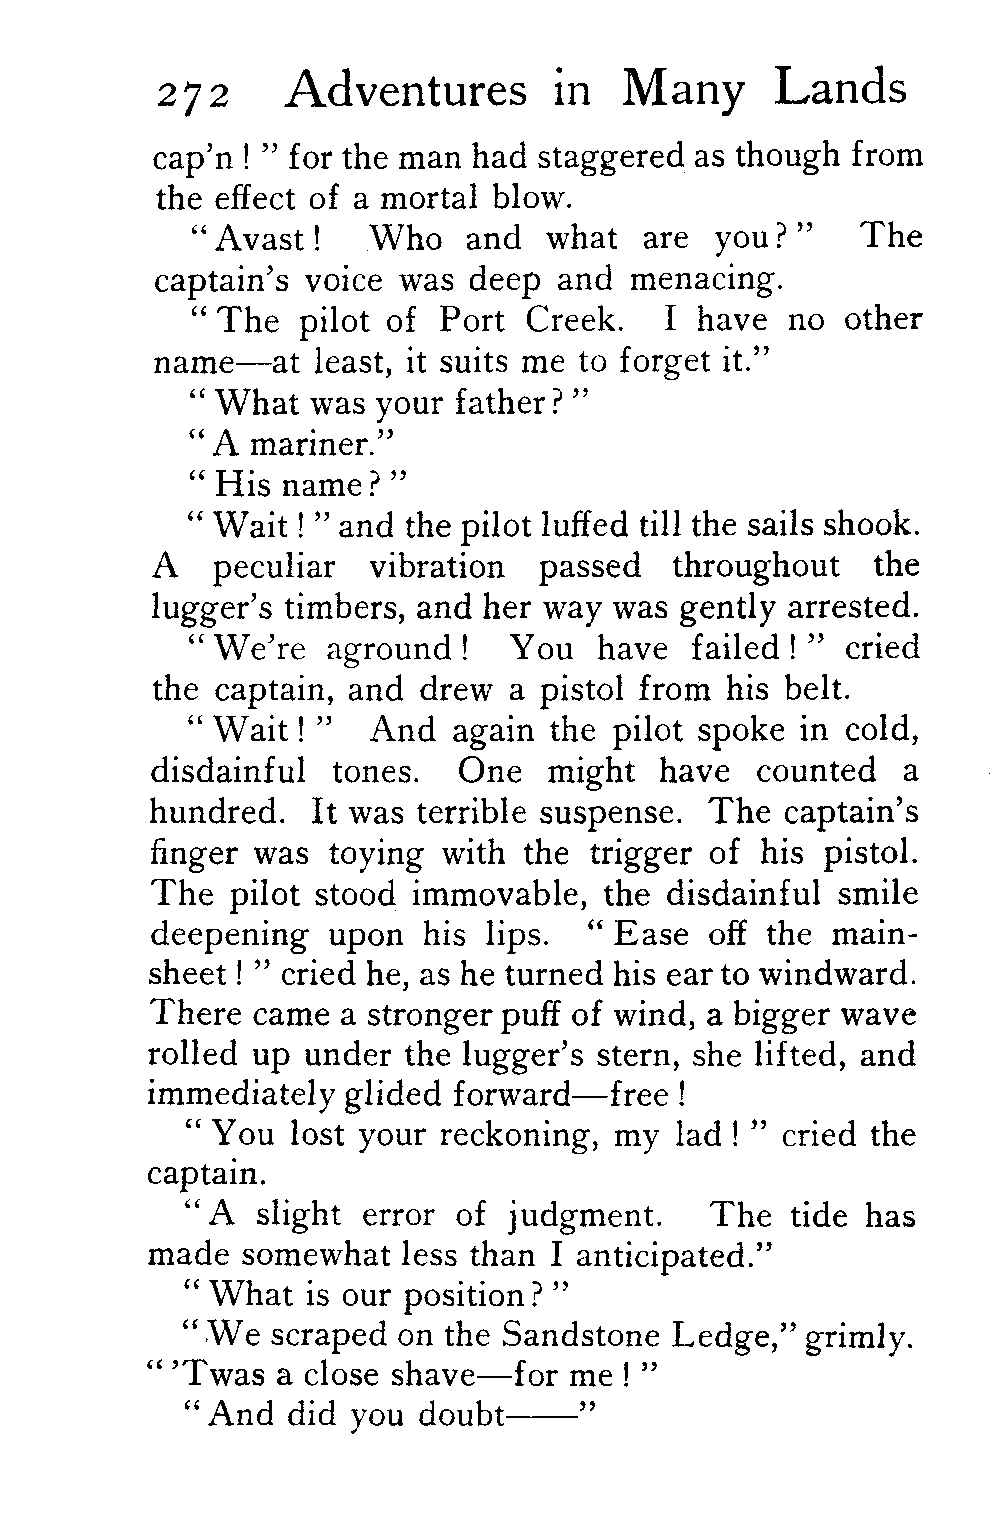 272 Adventures in Many Lands
cap'n ! " for the man had staggered as though from
the effect of a mortal blow.
" Avast ! Who and what are you ? " The
captain's voice was deep and menacing.
" The pilot of Port Creek. I have no other
name—at least, it suits me to forget it."
" What was your father ? "
" A mariner."
" His name ? "
" Wait ! " and the pilot luffed till the sails shook.
A peculiar vibration passed throughout the
lugger's timbers, and her way was gently arrested.
" We're aground ! You have failed ! " cried
the captain, and drew a pistol from his belt.
" Wait ! " And again the pilot spoke in cold,
disdainful tones. One might have counted a
hundred. It was terrible suspense. The captain's
finger was toying with the trigger of his pistol.
The pilot stood immovable, the disdainful smile
deepening upon his lips. " Ease off the main-
sheet ! " cried he, as he turned his ear to windward.
There came a stronger puff of wind, a bigger wave
rolled up under the lugger's stern, she lifted, and
immediately glided forward—free !
" You lost your reckoning, my lad ! " cried the
captain.
" A slight error of judgment. The tide has
made somewhat less than I anticipated."
" What is our position ? "
" We scraped on the Sandstone Ledge," grimly.
" 'Twas a close shave—for me ! "
" And did you doubt——"